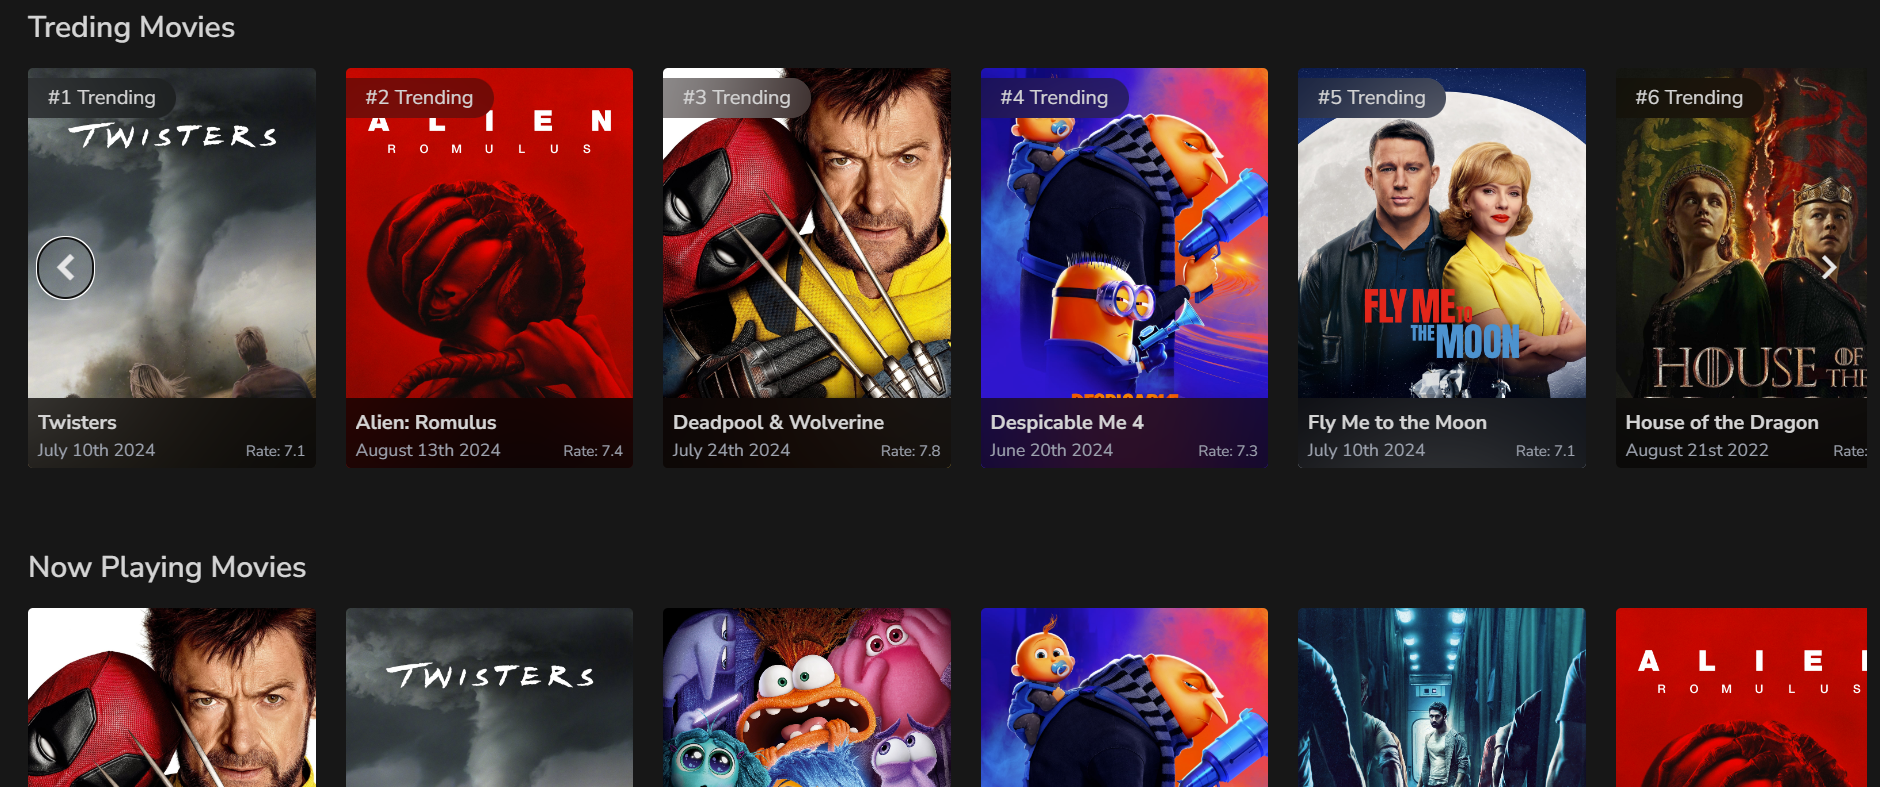 Treding Movies
#1 Trending
TWISTERS
Twisters
July 10th 2024
Rate: 7.1
#2 Trending
ALIEN
ROMULUS
Alien: Romulus
August 13th 2024
Rate: 7.4
#3 Trending
Deadpool & Wolverine
July 24th 2024
Rate: 7.8
#4 Trending
Despicable Me 4
June 20th 2024
Rate: 7.3
#5 Trending
FLY ME TO
THE MOON
Fly Me to the Moon
July 10th 2024
Rate: 7.1
#6 Trending
HOUSE OF
THE
House of the Dragon
August 21st 2022
Rate:
Now Playing Movies
TWISTERS
ALIE
ROMULUS